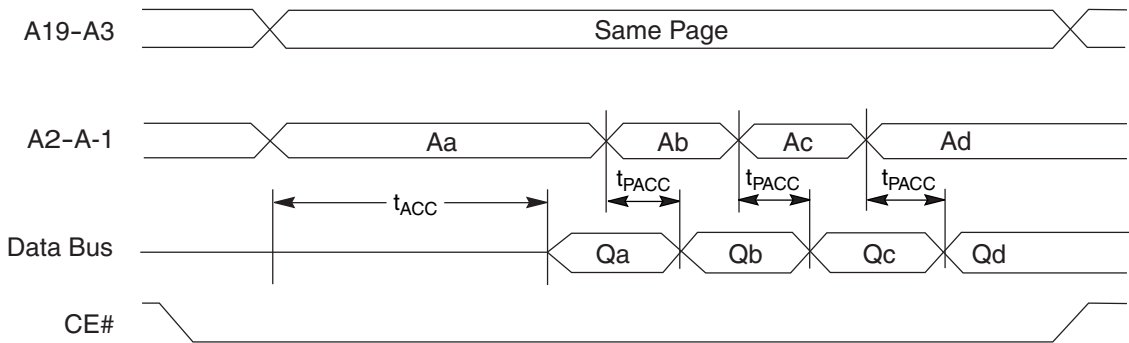 A19-A3 Same Page
A2-A-1 Aa Ab Ac Ad
tPACC tPACC tPACC
tACC
Data Bus Qa Qb Qc Qd
CE#